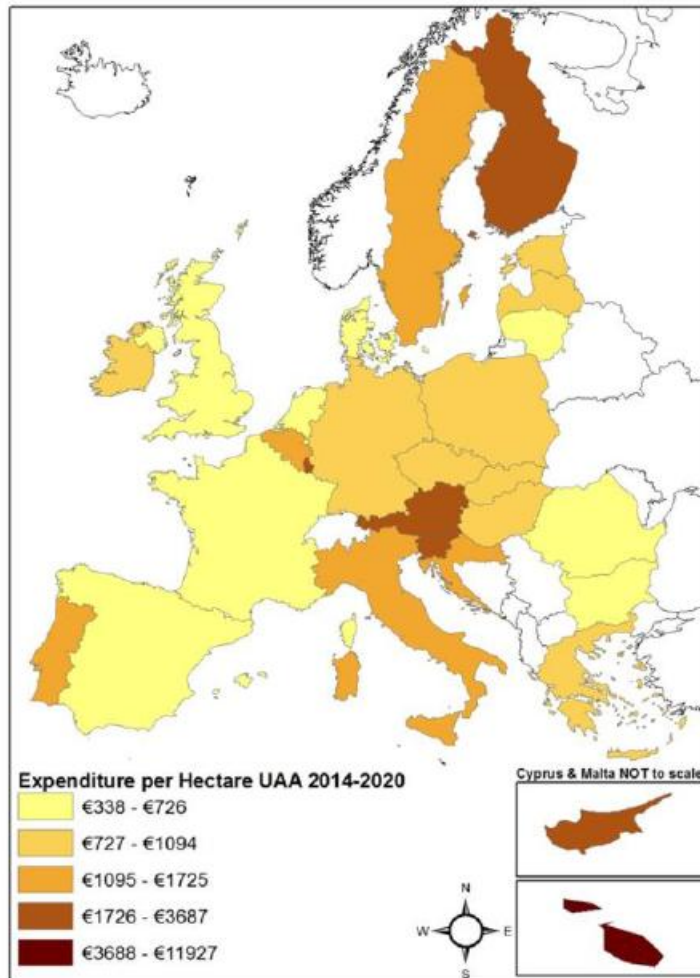 Expenditure per Hectare UAA 2014-2020
€338 - €726
€727 - €1094
€1095 - €1725
€1726 - €3687
€3688 - €11927
Cyprus & Malta NOT to scale
N
W E
S